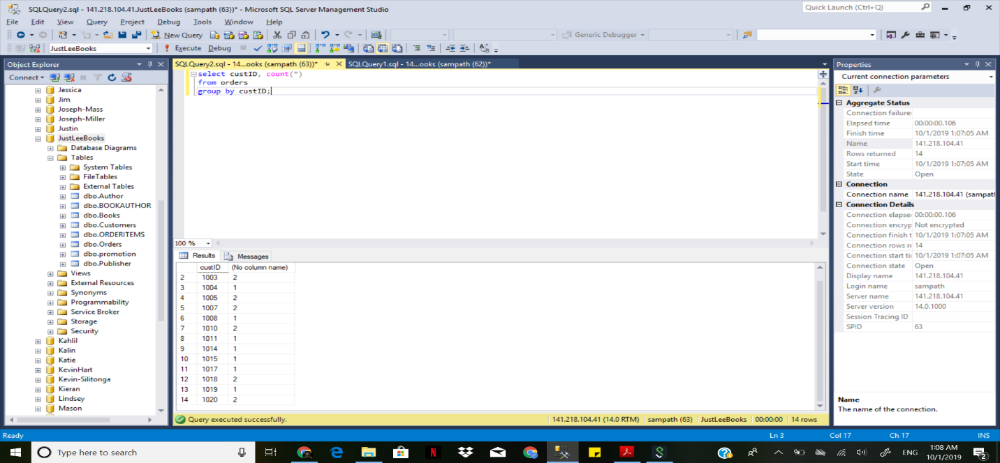 SQLQuery2.sql - 141.218.104.41.JustLeeBooks (sampath (63))* - Microsoft SQL Server Management Studio
Quick Launch (Ctrl+Q)
File Edit View Query Project Debug Tools Window Help
New Query
Generic Debugger
JustLeeBooks
Execute Debug
Object Explorer
Connect
Jessica
Jim
Joseph-Mass
Joseph-Miller
Justin
JustLeeBooks
Database Diagrams
Tables
System Tables
FileTables
External Tables
dbo.Author
dbo.BOOKAUTHOR
dbo.Books
dbo.Customers
dbo.ORDERITEMS
dbo.Orders
dbo.promotion
dbo.Publisher
Views
External Resources
Synonyms
Programmability
Service Broker
Storage
Security
Kahlil
Kalin
Katie
KevinHart
Kevin-Silitonga
Kieran
Lindsey
Mason
SQLQuery2.sql - 14...ooks (sampath (63))* SQLQuery1.sql - 14...ooks (sampath (62))*
select custID, count(*)
from orders
group by custID;
100 %
Results Messages
custID (No column name)
2 1003 2
3 1004 1
4 1005 2
5 1007 2
6 1008 1
7 1010 2
8 1011 1
9 1014 1
10 1015 1
11 1017 1
12 1018 2
13 1019 1
14 1020 2
Query executed successfully.
141.218.104.41 (14.0 RTM) sampath (63) JustLeeBooks 00:00:00 14 rows
Properties
Current connection parameters
Aggregate Status
Connection failures
Elapsed time 00:00:00.106
Finish time 10/1/2019 1:07:05 AM
Name 141.218.104.41
Rows returned 14
Start time 10/1/2019 1:07:05 AM
State Open
Connection
Connection name 141.218.104.41 (sampatl
Connection Details
Connection elapse 00:00:00.106
Connection encryp Not encrypted
Connection finish t 10/1/2019 1:07:05 AM
Connection rows re 14
Connection start tin 10/1/2019 1:07:05 AM
Connection state Open
Display name 141.218.104.41
Login name sampath
Server name 141.218.104.41
Server version 14.0.1000
Session Tracing ID
SPID 63
Name
The name of the connection.
Ready
Ln 3 Col 17 Ch 17 INS
Type here to search
ENG
1:08 AM
10/1/2019
2